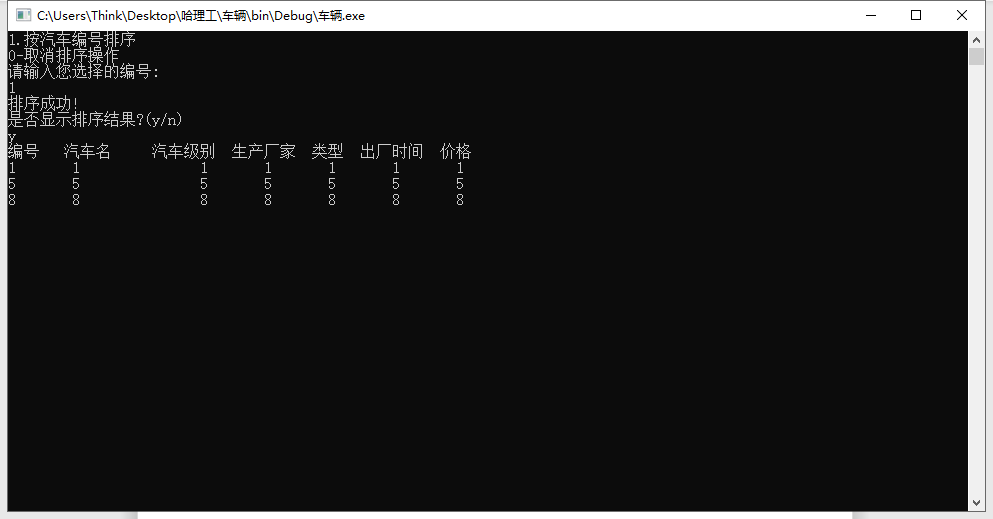 C:\Users\Think\Desktop\哈理工\车辆\bin\Debug\车辆.exe
1.按汽车编号排序
0-取消排序操作
请输入您选择的编号:
1
排序成功!
是否显示排序结果?(y/n)
y
编号 汽车名 汽车级别 生产厂家 类型 出厂时间 价格
1 1 1 1 1 1 1
5 5 5 5 5 5 5
8 8 8 8 8 8 8